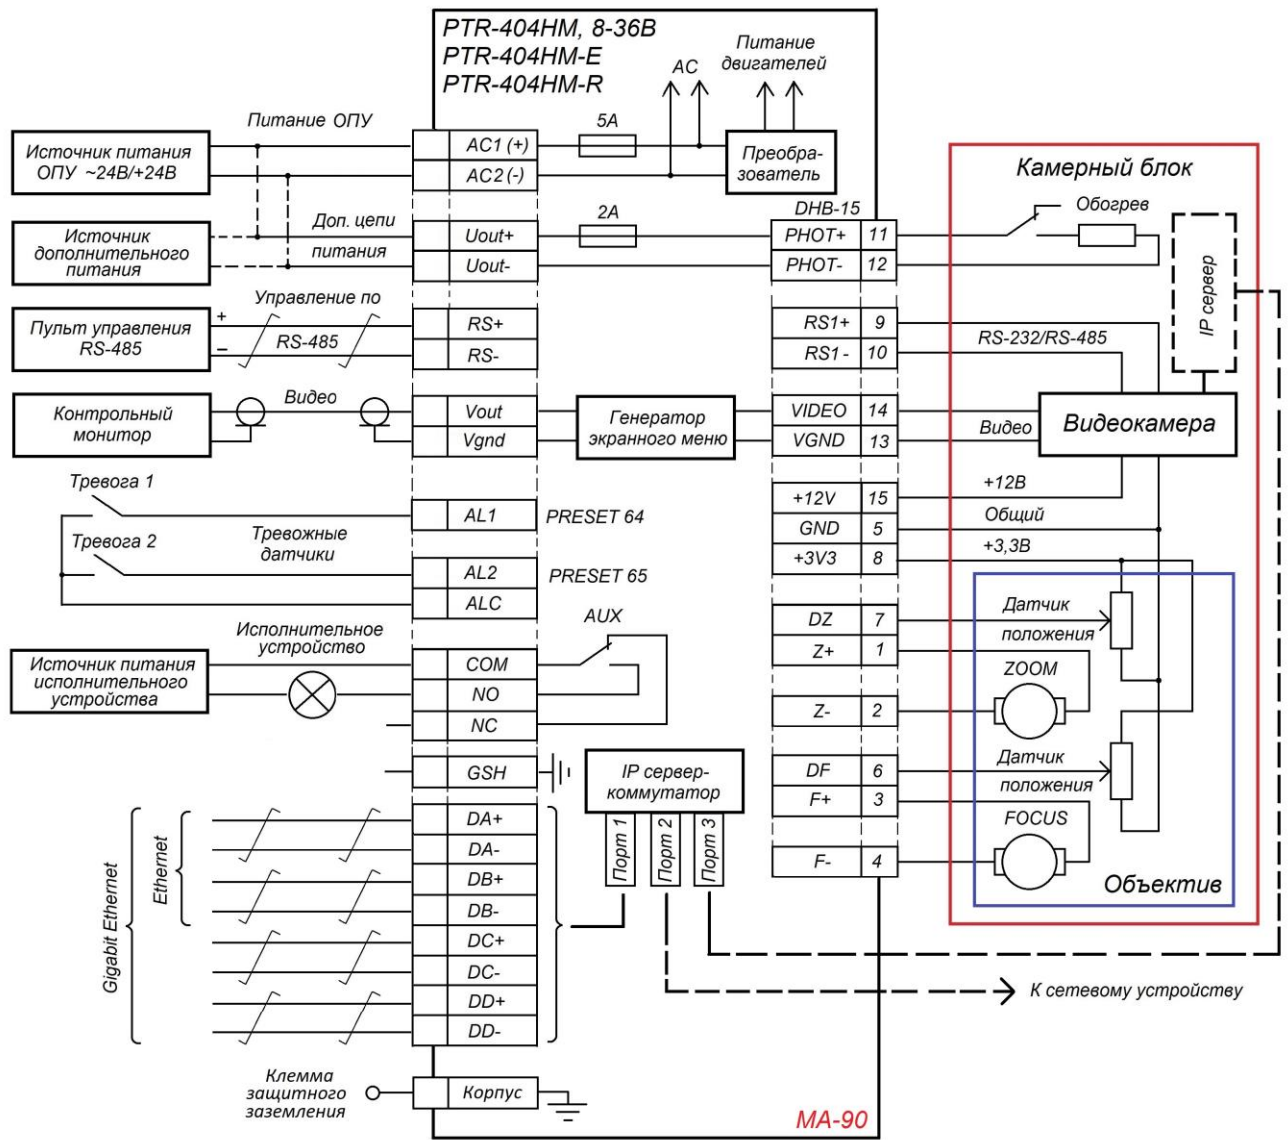 PTR-404HM, 8-36В
PTR-404HM-E
PTR-404HM-R
AC
Питание
двигателей
Питание ОПУ
Источник питания
ОПУ ~24В/+24В
AC1 (+)
AC2 (-)
5А
Преобра-
зователь
Источник
дополнительного
питания
Доп. цепи
питания
Uout+
Uout-
2А
DHB-15
PHOT+ 11
PHOT- 12
Камерный блок
Обогрев
IP сервер
Пульт управления
RS-485
+
−
Управление по
RS-485
RS+
RS-
RS1+ 9
RS1- 10
RS-232/RS-485
Контрольный
монитор
Видео
Vout
Vgnd
Генератор
экранного меню
VIDEO 14
VGND 13
Видео
Видеокамера
Тревога 1
Тревога 2
Тревожные
датчики
AL1
PRESET 64
AL2
ALC
PRESET 65
+12V 15
GND 5
+3V3 8
+12В
Общий
+3,3В
Источник питания
исполнительного
устройства
Исполнительное
устройство
COM
NO
NC
AUX
DZ 7
Z+ 1
Z- 2
Датчик
положения
ZOOM
GSH
IP сервер-
коммутатор
Порт 1
Порт 2
Порт 3
DF 6
F+ 3
F- 4
Датчик
положения
FOCUS
Объектив
Gigabit Ethernet
Ethernet
DA+
DA-
DB+
DB-
DC+
DC-
DD+
DD-
К сетевому устройству
Клемма
защитного
заземления
Корпус
МА-90